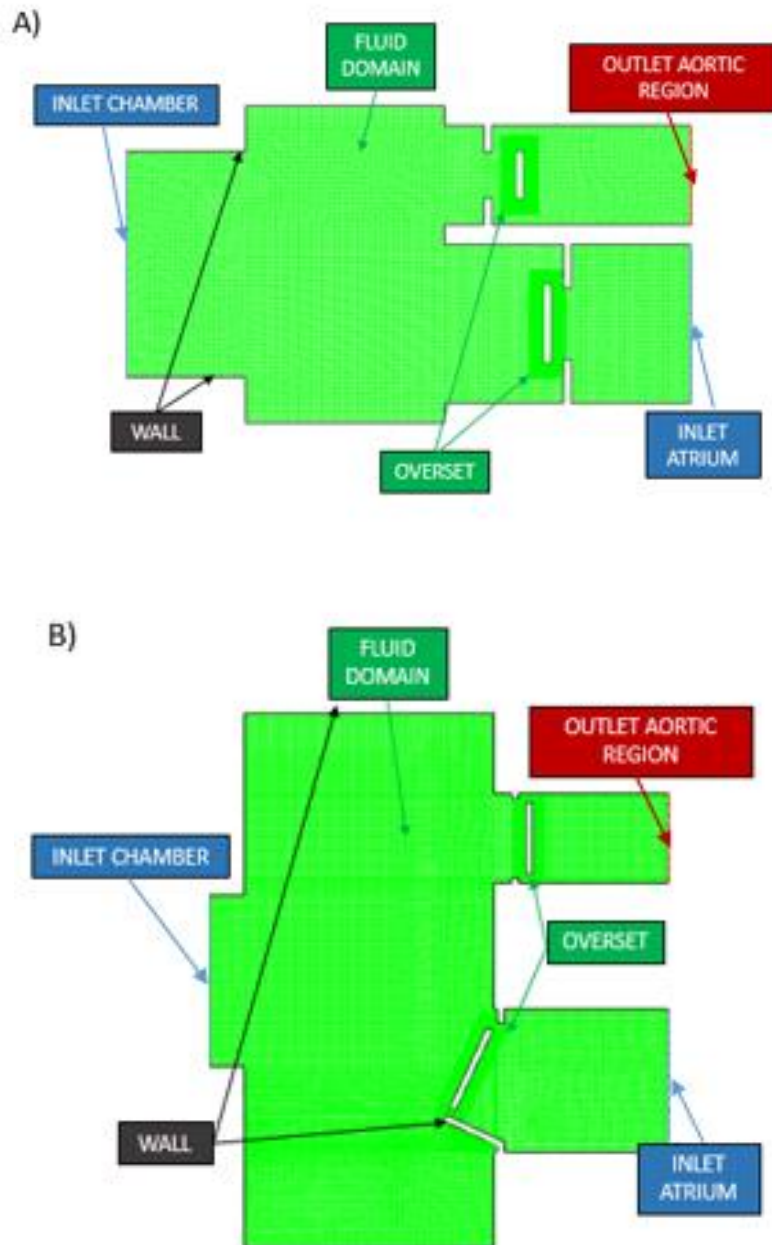 A)
FLUID
DOMAIN
OUTLET AORTIC
REGION
INLET CHAMBER
WALL
OVERSET
INLET
ATRIUM
B)
FLUID
DOMAIN
OUTLET AORTIC
REGION
INLET CHAMBER
OVERSET
WALL
INLET
ATRIUM